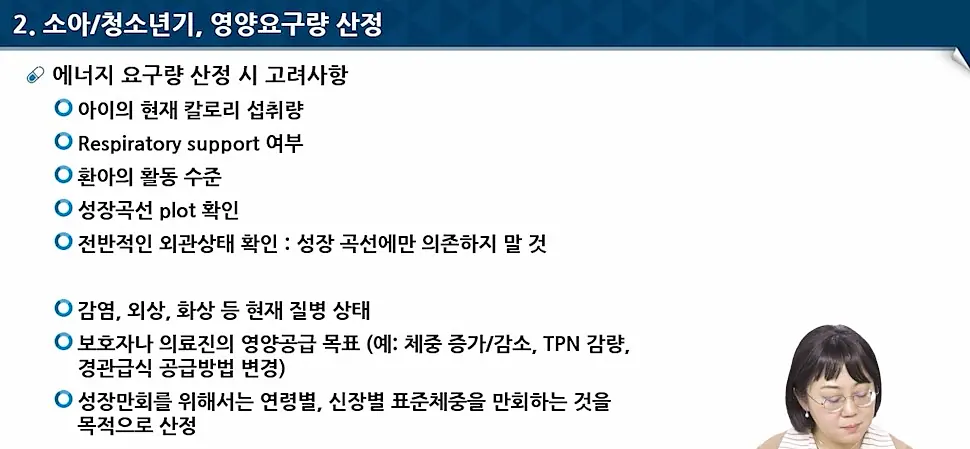 2. 소아/청소년기, 영양요구량 산정
에너지 요구량 산정 시 고려사항
아이의 현재 칼로리 섭취량
Respiratory support 여부
환아의 활동 수준
성장곡선 plot 확인
전반적인 외관상태 확인 : 성장 곡선에만 의존하지 말 것
감염, 외상, 화상 등 현재 질병 상태
보호자나 의료진의 영양공급 목표 (예: 체중 증가/감소, TPN 감량,
경관급식 공급방법 변경)
성장만회를 위해서는 연령별, 신장별 표준체중을 만회하는 것을
목적으로 산정